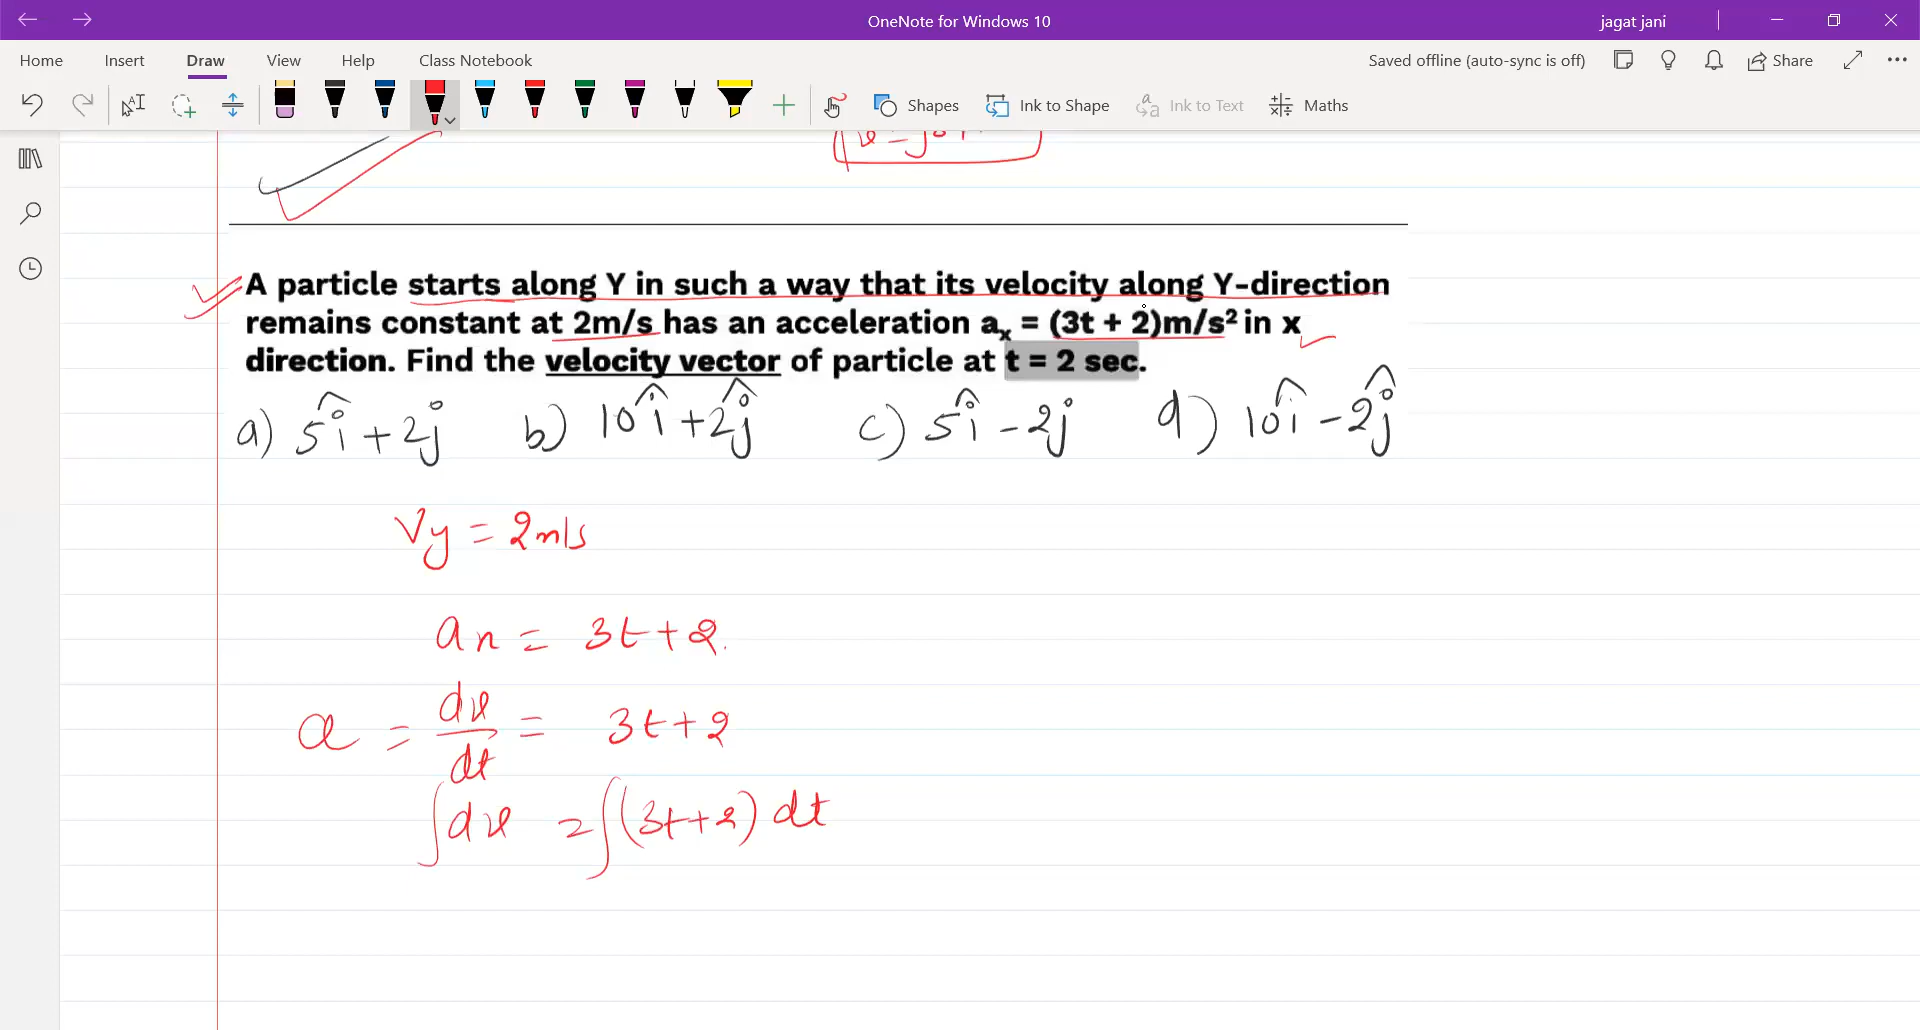 OneNote for Windows 10
jagat jani
Home Insert Draw View Help Class Notebook
Saved offline (auto-sync is off) Share
Shapes Ink to Shape Ink to Text Maths
A particle starts along Y in such a way that its velocity along Y-direction
remains constant at 2m/s has an acceleration aₓ = (3t + 2)m/s² in x
direction. Find the velocity vector of particle at t = 2 sec.
a) 5î + 2j b) 10î + 2ĵ c) 5î - 2j d) 10î - 2ĵ
Vy = 2m/s
an = 3t + 2.
a = dv/dt = 3t + 2
∫dv = ∫(3t+2) dt